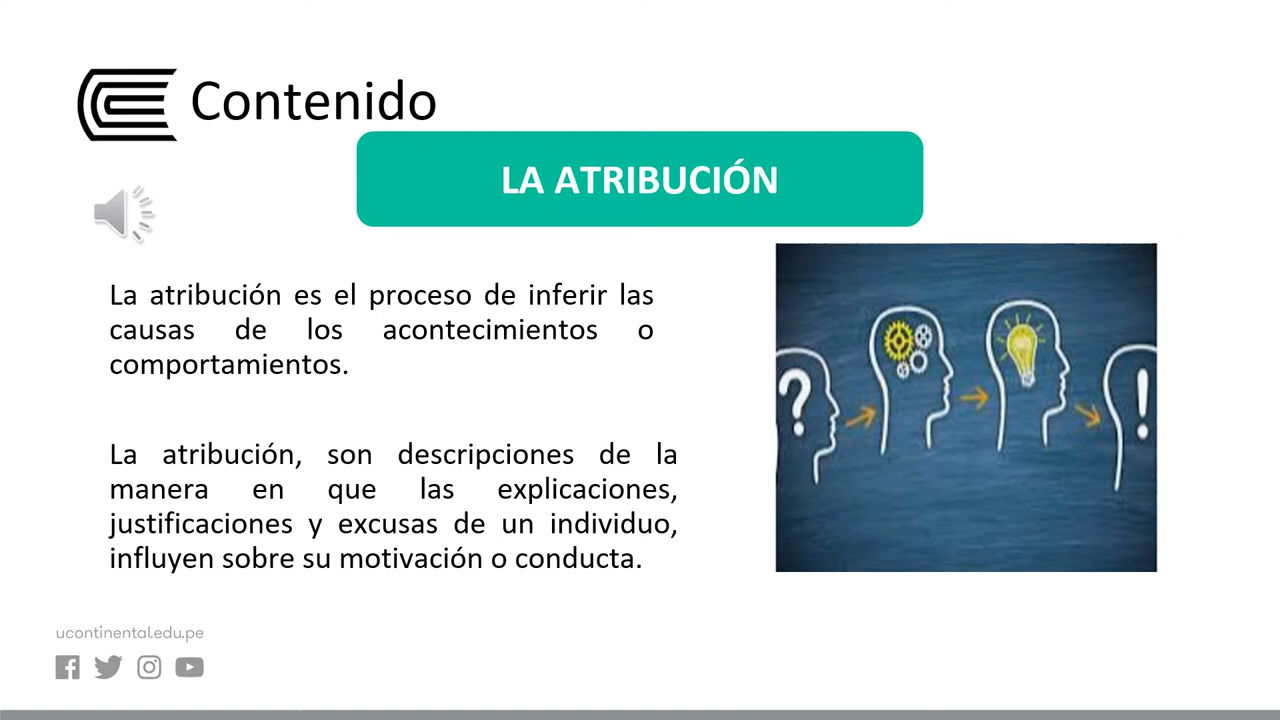 Contenido
LA ATRIBUCIÓN
La atribución es el proceso de inferir las
causas de los acontecimientos o
comportamientos.
La atribución, son descripciones de la
manera en que las explicaciones,
justificaciones y excusas de un individuo,
influyen sobre su motivación o conducta.
? !
ucontinental.edu.pe